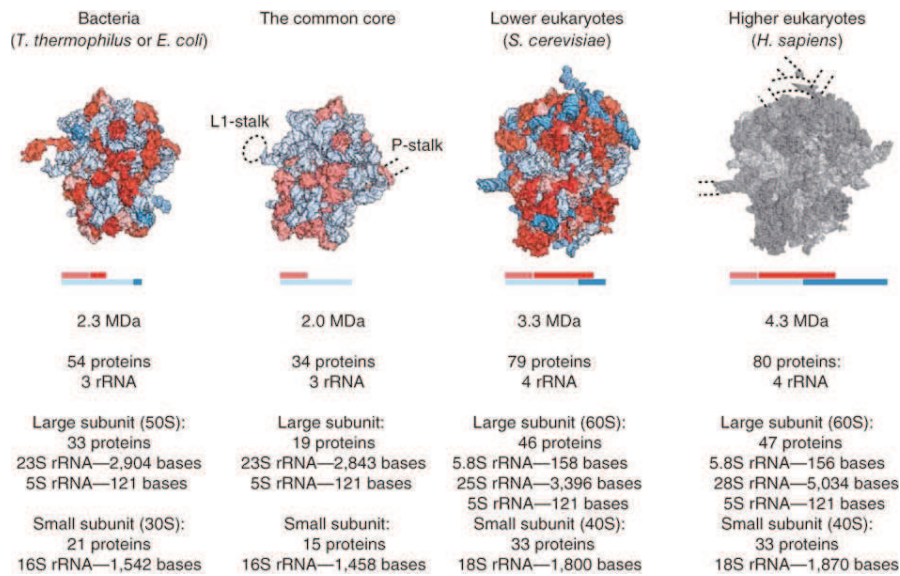 Bacteria
(T. thermophilus or E. coli)
The common core
Lower eukaryotes
(S. cerevisiae)
Higher eukaryotes
(H. sapiens)
L1-stalk
P-stalk
2.3 MDa
2.0 MDa
3.3 MDa
4.3 MDa
54 proteins
3 rRNA
34 proteins
3 rRNA
79 proteins
4 rRNA
80 proteins:
4 rRNA
Large subunit (50S):
33 proteins
23S rRNA—2,904 bases
5S rRNA—121 bases
Large subunit:
19 proteins
23S rRNA—2,843 bases
5S rRNA—121 bases
Large subunit (60S):
46 proteins
5.8S rRNA—158 bases
25S rRNA—3,396 bases
5S rRNA—121 bases
Large subunit (60S):
47 proteins
5.8S rRNA—156 bases
28S rRNA—5,034 bases
5S rRNA—121 bases
Small subunit (30S):
21 proteins
16S rRNA—1,542 bases
Small subunit:
15 proteins
16S rRNA—1,458 bases
Small subunit (40S):
33 proteins
18S rRNA—1,800 bases
Small subunit (40S):
33 proteins
18S rRNA—1,870 bases